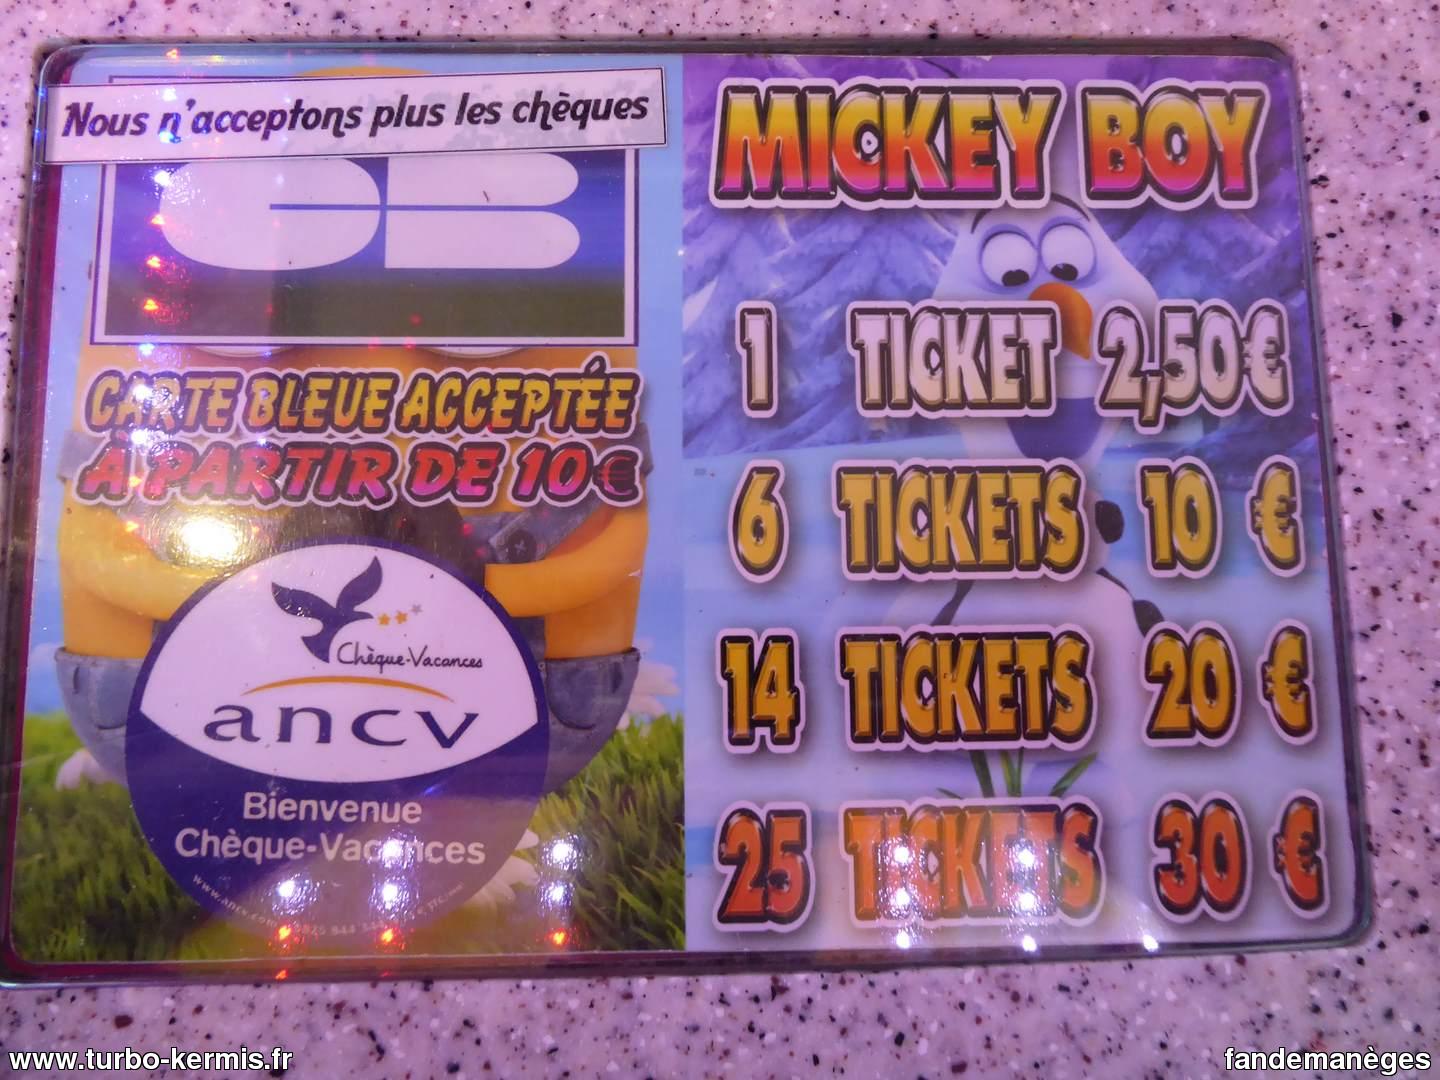 Nous n'acceptons plus les chèques
CB
CARTE BLEUE ACCEPTÉE
À PARTIR DE 10€
Chèque-Vacances
ancv
Bienvenue
Chèque-Vacances
MICKEY BOY
1 TICKET 2,50€
6 TICKETS 10 €
14 TICKETS 20 €
25 TICKETS 30 €
www.turbo-kermis.fr
fandemanèges